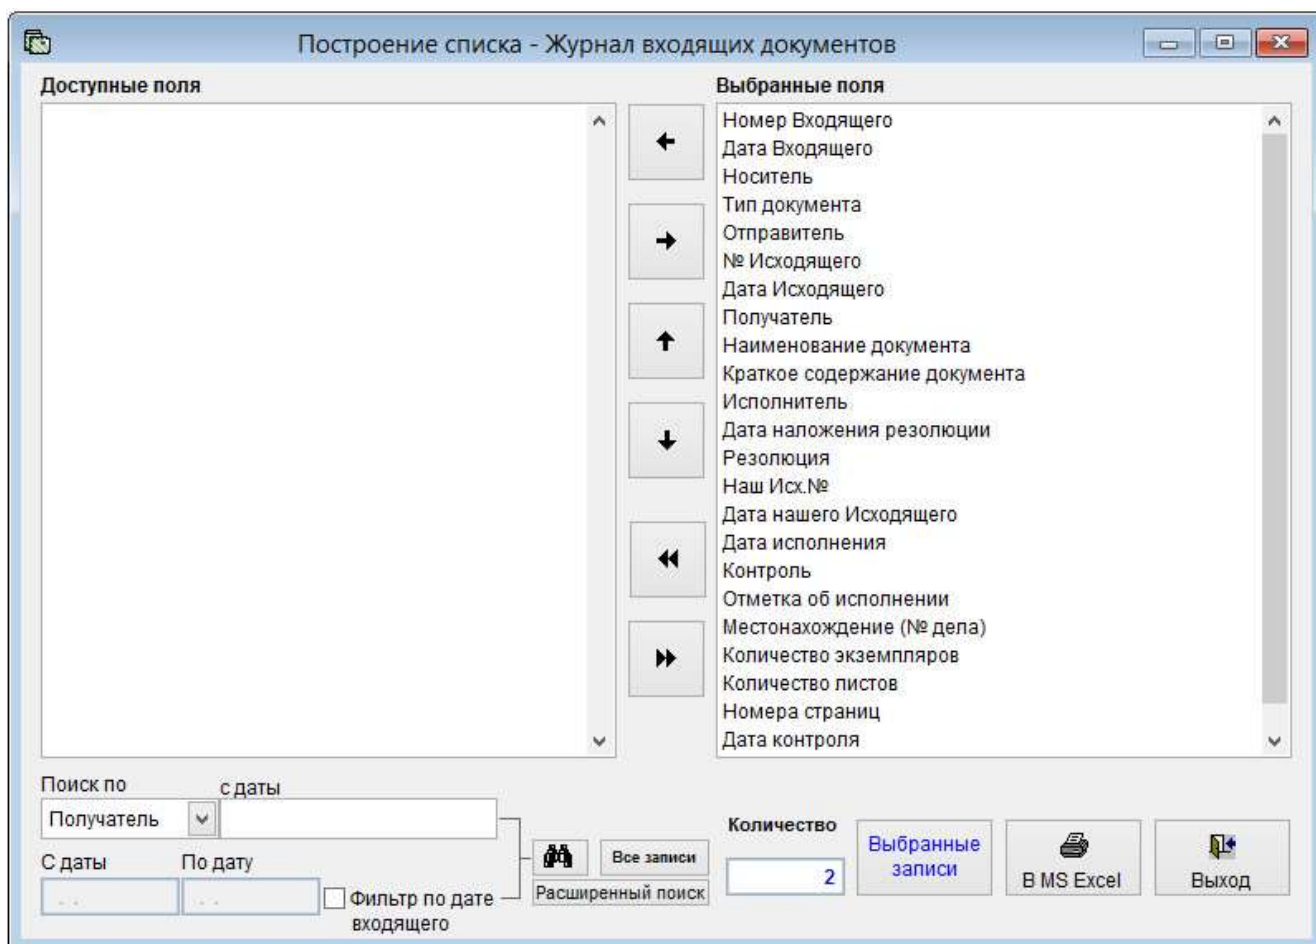 Построение списка - Журнал входящих документов
Доступные поля
Выбранные поля
Номер Входящего
Дата Входящего
Носитель
Тип документа
Отправитель
№ Исходящего
Дата Исходящего
Получатель
Наименование документа
Краткое содержание документа
Исполнитель
Дата наложения резолюции
Резолюция
Наш Исх.№
Дата нашего Исходящего
Дата исполнения
Контроль
Отметка об исполнении
Местонахождение (№ дела)
Количество экземпляров
Количество листов
Номера страниц
Дата контроля
Поиск по
с даты
Получатель
С даты
По дату
. .
. .
Фильтр по дате
входящего
Все записи
Расширенный поиск
Количество
2
Выбранные
записи
В MS Excel
Выход